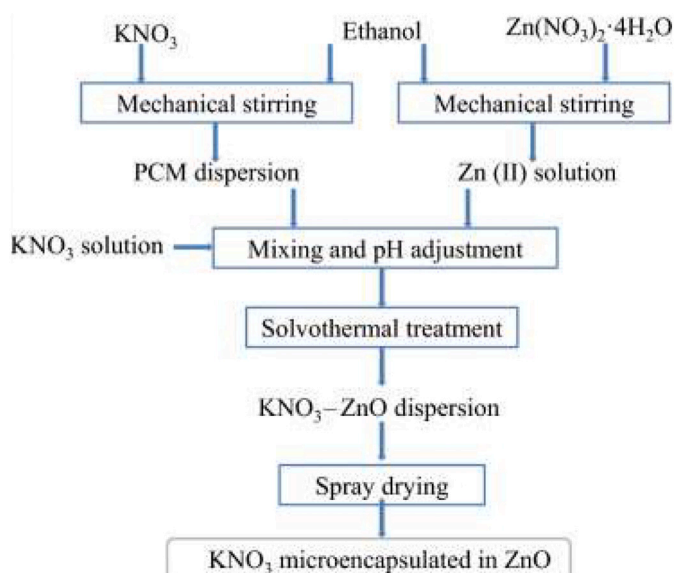 KNO₃
Ethanol
Zn(NO₃)₂·4H₂O
Mechanical stirring
Mechanical stirring
PCM dispersion
Zn (II) solution
KNO₃ solution
Mixing and pH adjustment
Solvothermal treatment
KNO₃–ZnO dispersion
Spray drying
KNO₃ microencapsulated in ZnO